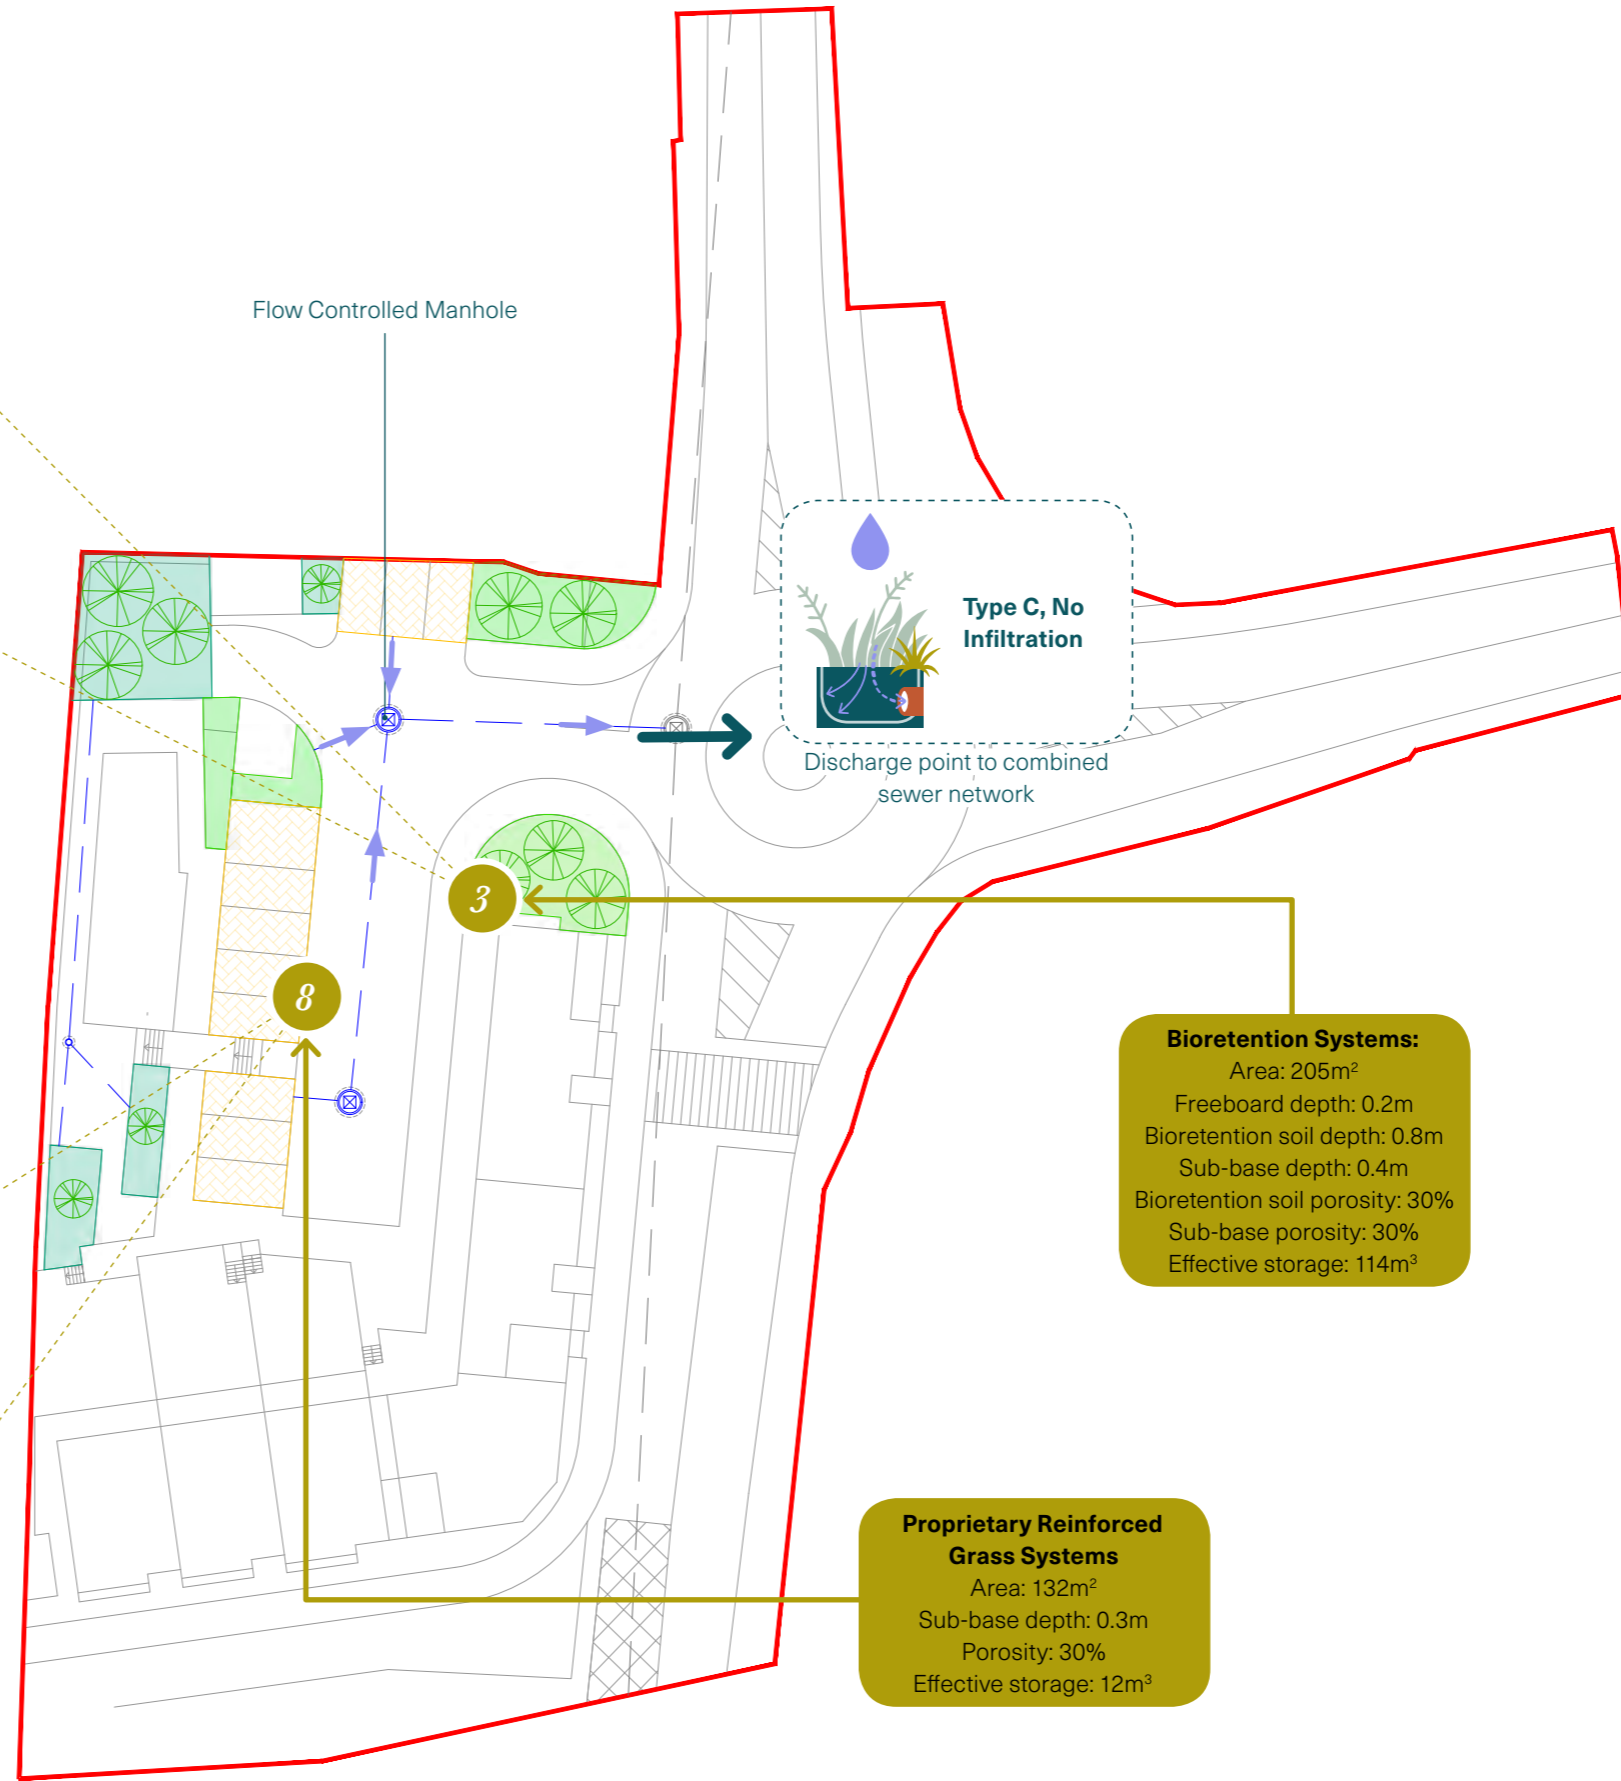 Flow Controlled Manhole
Type C, No
Infiltration
Discharge point to combined
sewer network
3
8
Bioretention Systems:
Area: 205m²
Freeboard depth: 0.2m
Bioretention soil depth: 0.8m
Sub-base depth: 0.4m
Bioretention soil porosity: 30%
Sub-base porosity: 30%
Effective storage: 114m³
Proprietary Reinforced
Grass Systems
Area: 132m²
Sub-base depth: 0.3m
Porosity: 30%
Effective storage: 12m³